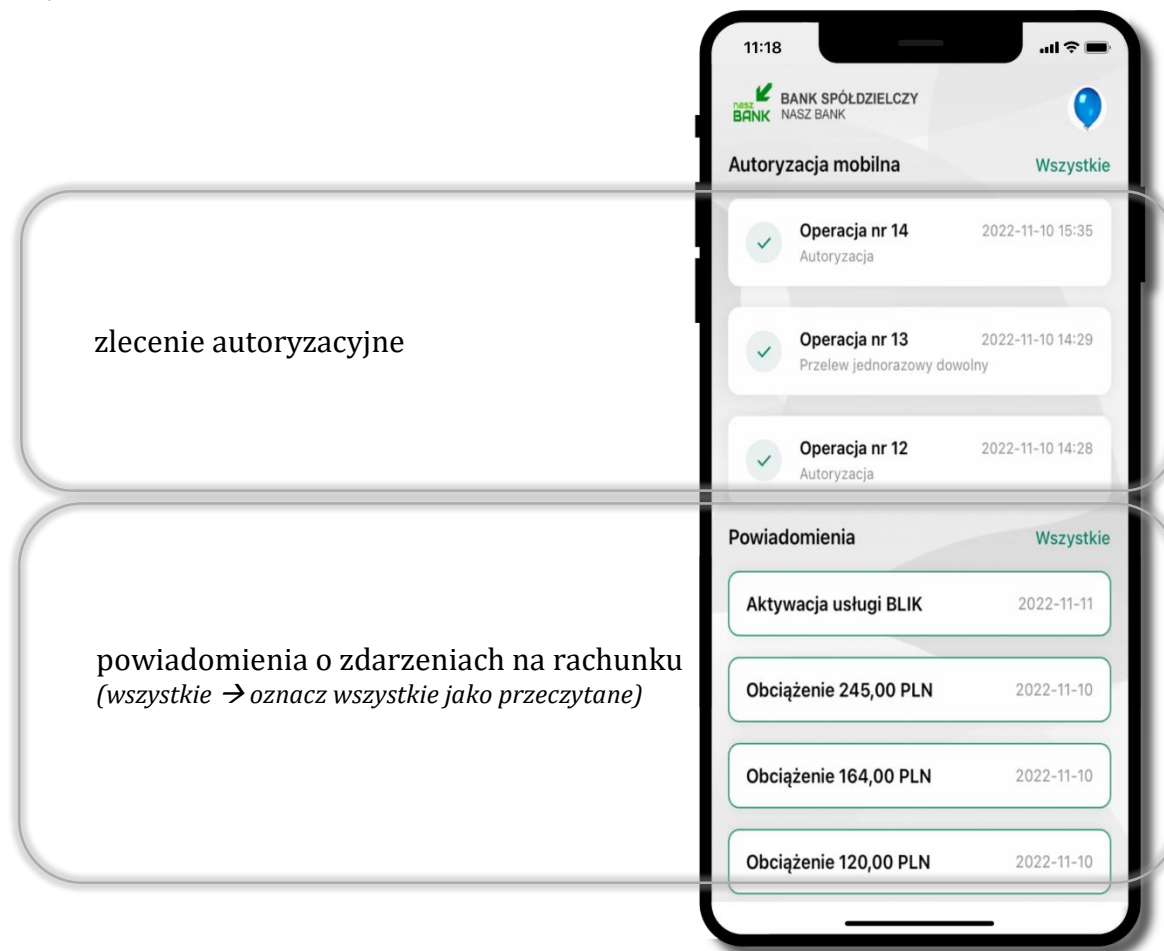 11:18
nasz
BANK
BANK SPÓŁDZIELCZY
NASZ BANK
Autoryzacja mobilna Wszystkie
Operacja nr 14 2022-11-10 15:35
Autoryzacja
zlecenie autoryzacyjne
Operacja nr 13 2022-11-10 14:29
Przelew jednorazowy dowolny
Operacja nr 12 2022-11-10 14:28
Autoryzacja
Powiadomienia Wszystkie
Aktywacja usługi BLIK 2022-11-11
powiadomienia o zdarzeniach na rachunku
(wszystkie → oznacz wszystkie jako przeczytane)
Obciążenie 245,00 PLN 2022-11-10
Obciążenie 164,00 PLN 2022-11-10
Obciążenie 120,00 PLN 2022-11-10